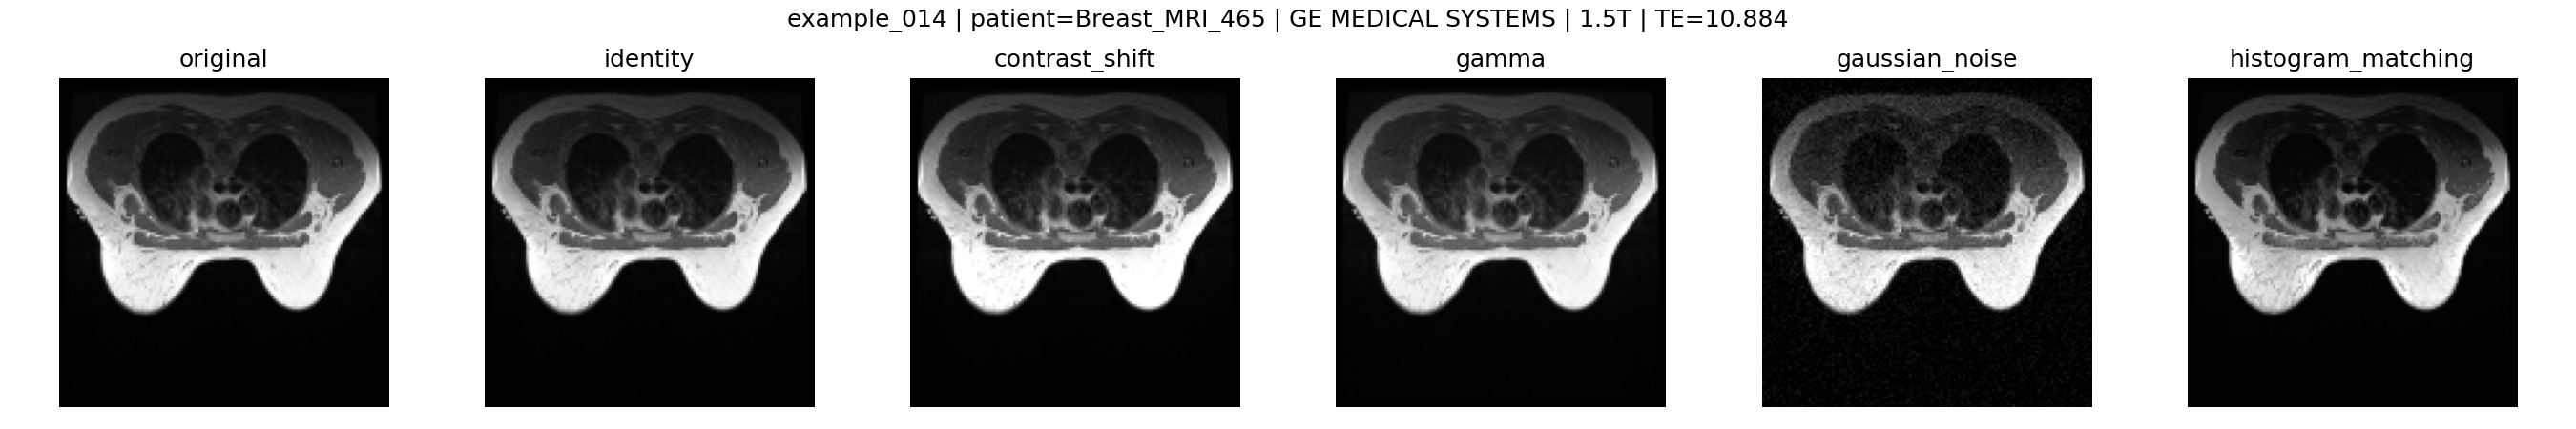 example_014 | patient=Breast_MRI_465 | GE MEDICAL SYSTEMS | 1.5T | TE=10.884
original
identity
contrast_shift
gamma
gaussian_noise
histogram_matching